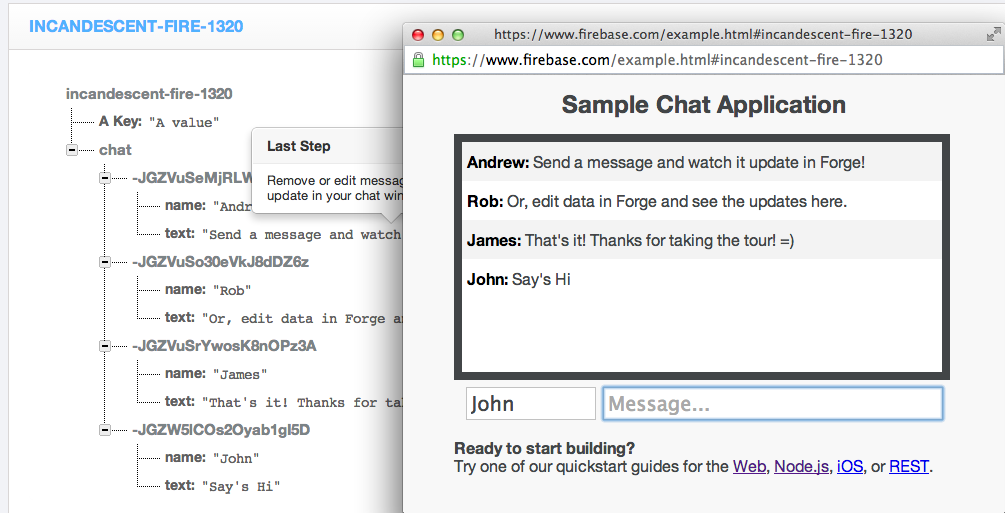 INCANDESCENT-FIRE-1320
incandescent-fire-1320
A Key: "A value"
chat
-JGZVuSeMjRLW
name: "Andr
text: "Send a message and watch
-JGZVuSo30eVkJ8dDZ6z
name: "Rob"
text: "Or, edit data in Forge a
-JGZVuSrYwosK8nOPz3A
name: "James"
text: "That's it! Thanks for ta
-JGZW5lCOs2Oyab1gl5D
name: "John"
text: "Say's Hi"
Last Step
Remove or edit messag
update in your chat win
https://www.firebase.com/example.html#incandescent-fire-1320
https://www.firebase.com/example.html#incandescent-fire-1320
Sample Chat Application
Andrew: Send a message and watch it update in Forge!
Rob: Or, edit data in Forge and see the updates here.
James: That's it! Thanks for taking the tour! =)
John: Say's Hi
John
Message...
Ready to start building?
Try one of our quickstart guides for the Web, Node.js, iOS, or REST.